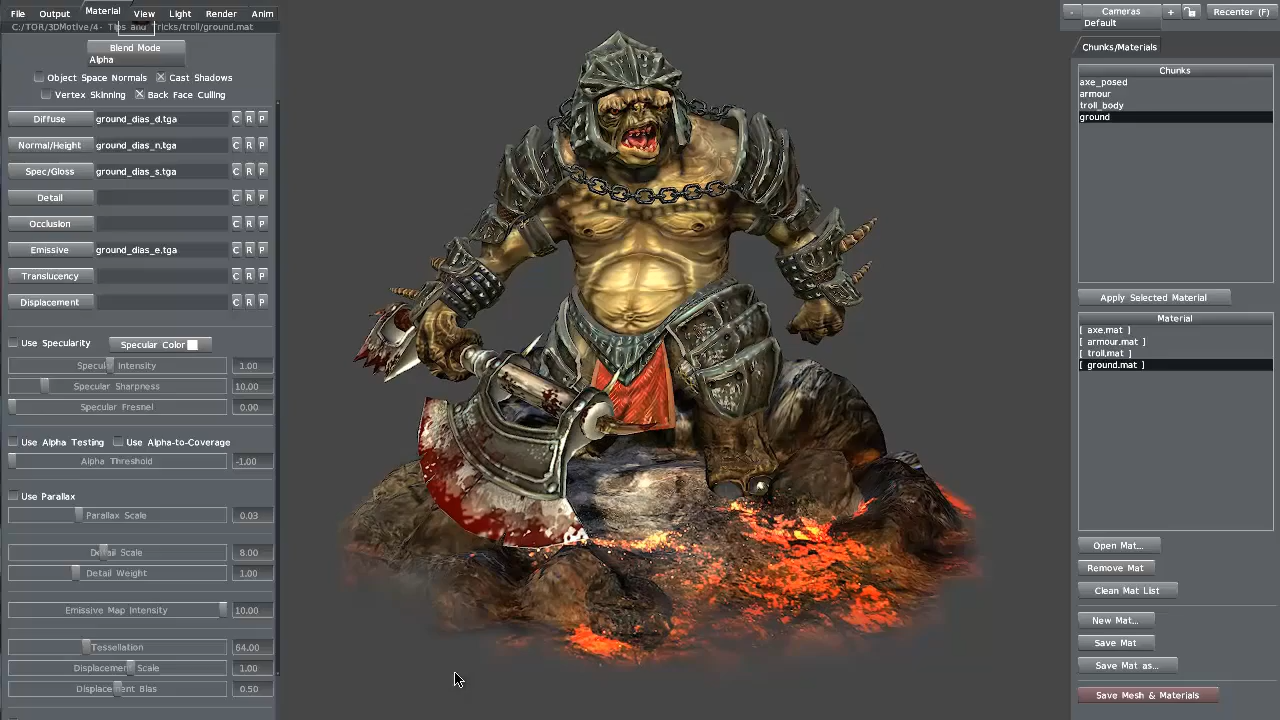 File Output Material View Light Render Anim
C:/TOR/3DMotive/4- Tips and Tricks/troll/ground.mat
Blend Mode
Alpha
Object Space Normals Cast Shadows
Vertex Skinning Back Face Culling
Diffuse ground_dias_d.tga C R P
Normal/Height ground_dias_n.tga C R P
Spec/Gloss ground_dias_s.tga C R P
Detail C R P
Occlusion C R P
Emissive ground_dias_e.tga C R P
Translucency C R P
Displacement C R P
Use Specularity Specular Color
Specular Intensity 1.00
Specular Sharpness 10.00
Specular Fresnel 0.00
Use Alpha Testing Use Alpha-to-Coverage
Alpha Threshold -1.00
Use Parallax
Parallax Scale 0.03
Detail Scale 8.00
Detail Weight 1.00
Emissive Map Intensity 10.00
Tessellation 64.00
Displacement Scale 1.00
Displacement Bias 0.50
- Cameras + Recenter (F)
Default
Chunks/Materials
Chunks
axe_posed
armour
troll_body
ground
Apply Selected Material
Material
[ axe.mat ]
[ armour.mat ]
[ troll.mat ]
[ ground.mat ]
Open Mat...
Remove Mat
Clean Mat List
New Mat...
Save Mat
Save Mat as...
Save Mesh & Materials